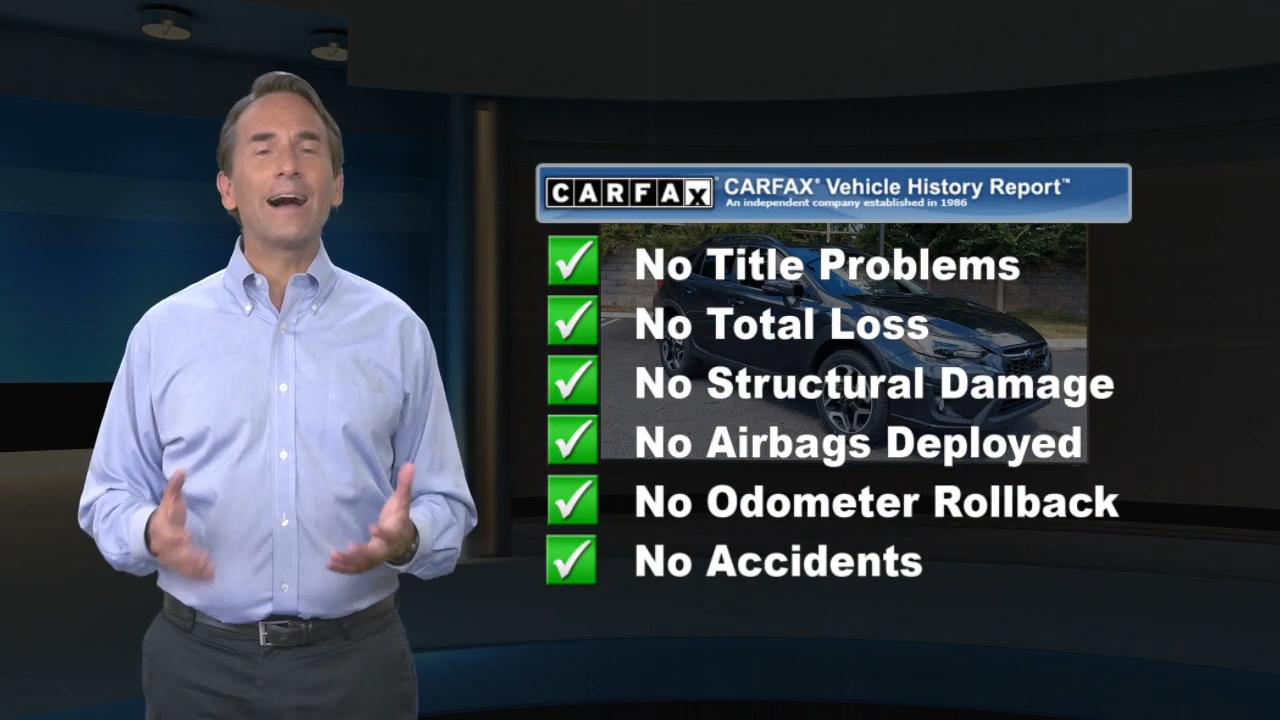 CARFAX®
CARFAX® Vehicle History Report™
An independent company established in 1986
No Title Problems
No Total Loss
No Structural Damage
No Airbags Deployed
No Odometer Rollback
No Accidents